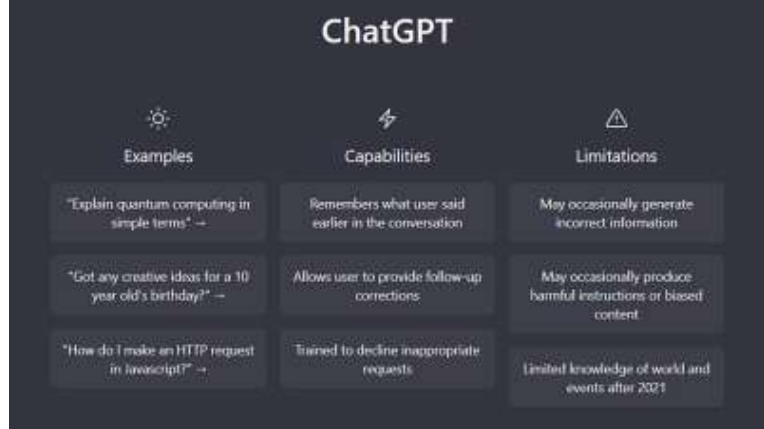 ChatGPT
Examples
"Explain quantum computing in
simple terms" →
"Got any creative ideas for a 10
year old's birthday?" →
"How do I make an HTTP request
in Javascript?" →
Capabilities
Remembers what user said
earlier in the conversation
Allows user to provide follow-up
corrections
Trained to decline inappropriate
requests
Limitations
May occasionally generate
incorrect information
May occasionally produce
harmful instructions or biased
content
Limited knowledge of world and
events after 2021